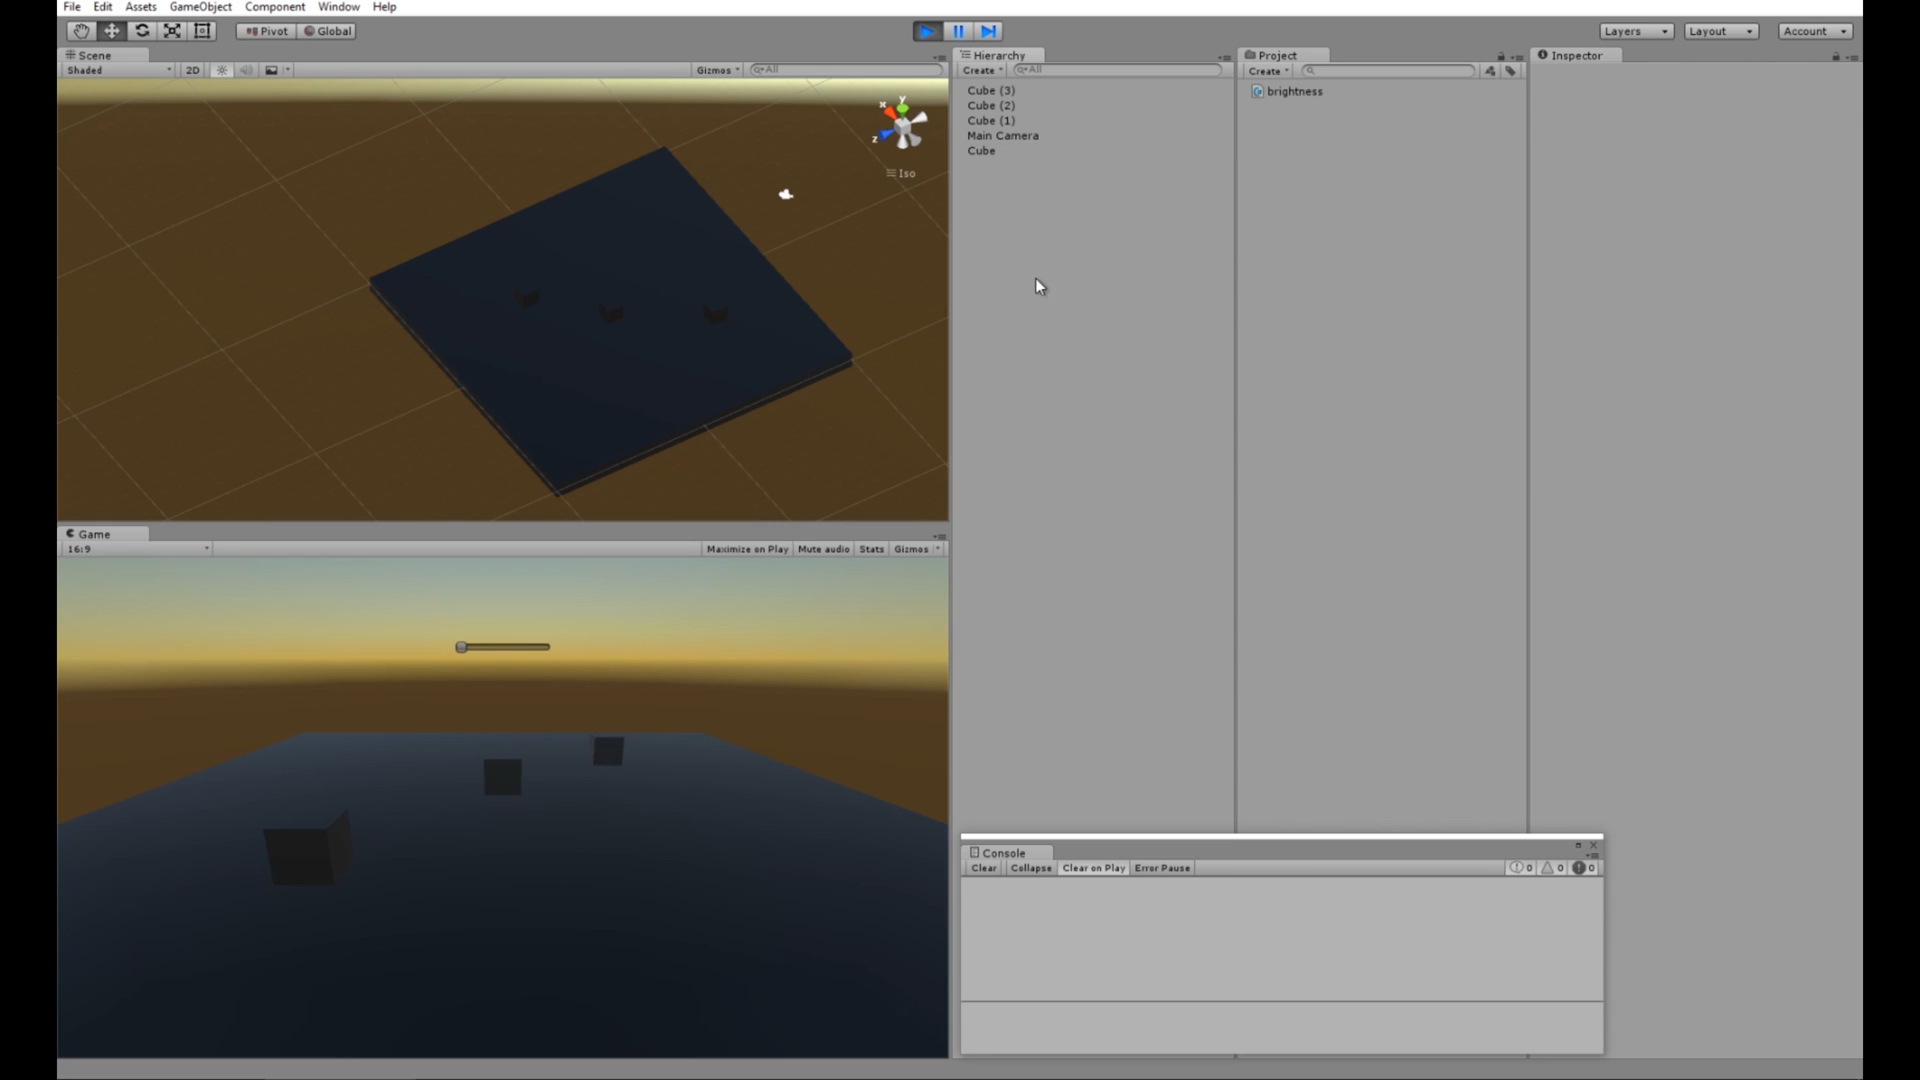 File Edit Assets GameObject Component Window Help
Pivot Global
Layers Layout Account
Scene
Shaded 2D Gizmos All
y
x
z
Iso
Game
16:9 Maximize on Play Mute audio Stats Gizmos
Hierarchy
Create All
Cube (3)
Cube (2)
Cube (1)
Main Camera
Cube
Project
Create
brightness
Inspector
Console
Clear Collapse Clear on Play Error Pause 0 0 0